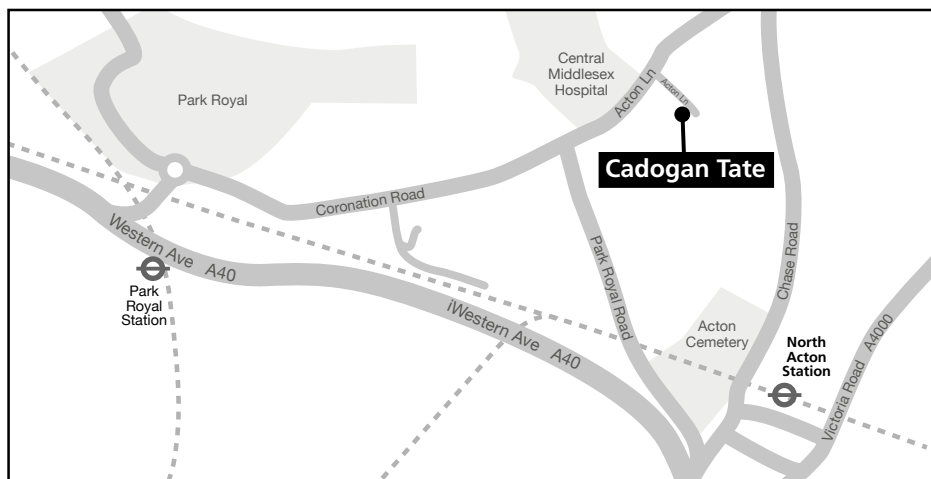 Central
Middlesex
Hospital
Park Royal
Acton Ln
Acton Ln
Cadogan Tate
Coronation Road
Western Ave A40
Park
Royal
Station
Park Royal Road
Chase Road
iWestern Ave A40
Acton
Cemetery
North
Acton
Station
Victoria Road A4000